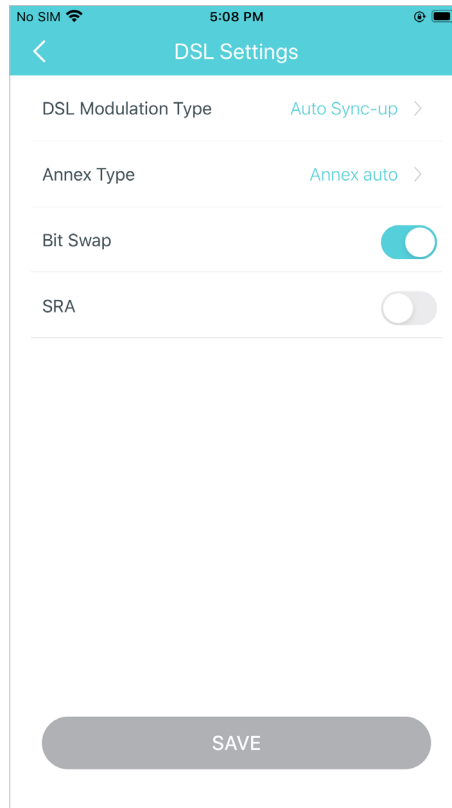 No SIM 5:08 PM
DSL Settings
DSL Modulation Type Auto Sync-up
Annex Type Annex auto
Bit Swap
SRA
SAVE